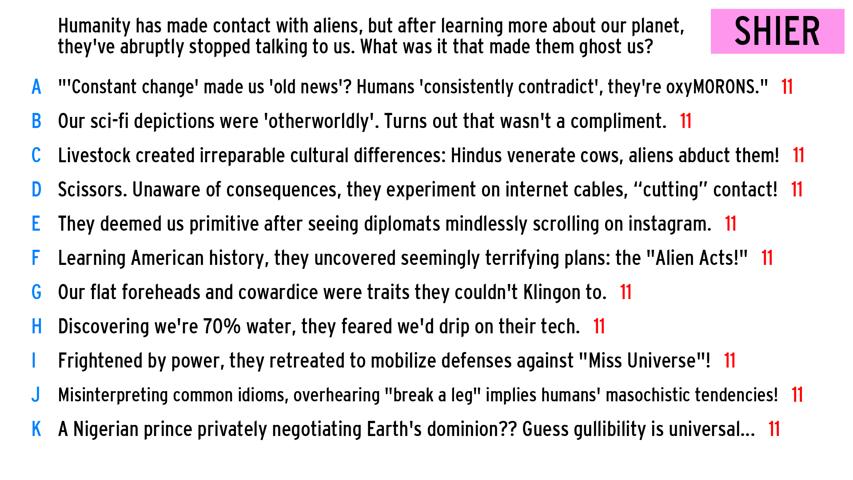 Humanity has made contact with aliens, but after learning more about our planet,
they've abruptly stopped talking to us. What was it that made them ghost us?
SHIER
A "'Constant change' made us 'old news'? Humans 'consistently contradict', they're oxyMORONS." 11
B Our sci-fi depictions were 'otherworldly'. Turns out that wasn't a compliment. 11
C Livestock created irreparable cultural differences: Hindus venerate cows, aliens abduct them! 11
D Scissors. Unaware of consequences, they experiment on internet cables, “cutting” contact! 11
E They deemed us primitive after seeing diplomats mindlessly scrolling on instagram. 11
F Learning American history, they uncovered seemingly terrifying plans: the "Alien Acts!" 11
G Our flat foreheads and cowardice were traits they couldn't Klingon to. 11
H Discovering we're 70% water, they feared we'd drip on their tech. 11
I Frightened by power, they retreated to mobilize defenses against "Miss Universe"! 11
J Misinterpreting common idioms, overhearing "break a leg" implies humans' masochistic tendencies! 11
K A Nigerian prince privately negotiating Earth's dominion?? Guess gullibility is universal... 11